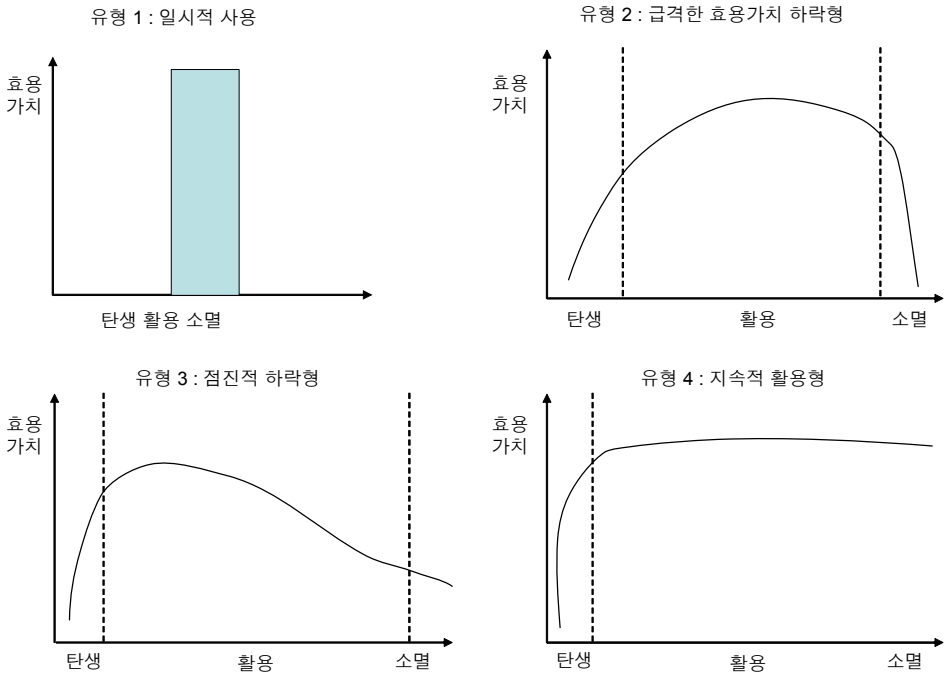 유형 1 : 일시적 사용
효용
가치
탄생 활용 소멸
유형 2 : 급격한 효용가치 하락형
효용
가치
탄생 활용 소멸
유형 3 : 점진적 하락형
효용
가치
탄생 활용 소멸
유형 4 : 지속적 활용형
효용
가치
탄생 활용 소멸